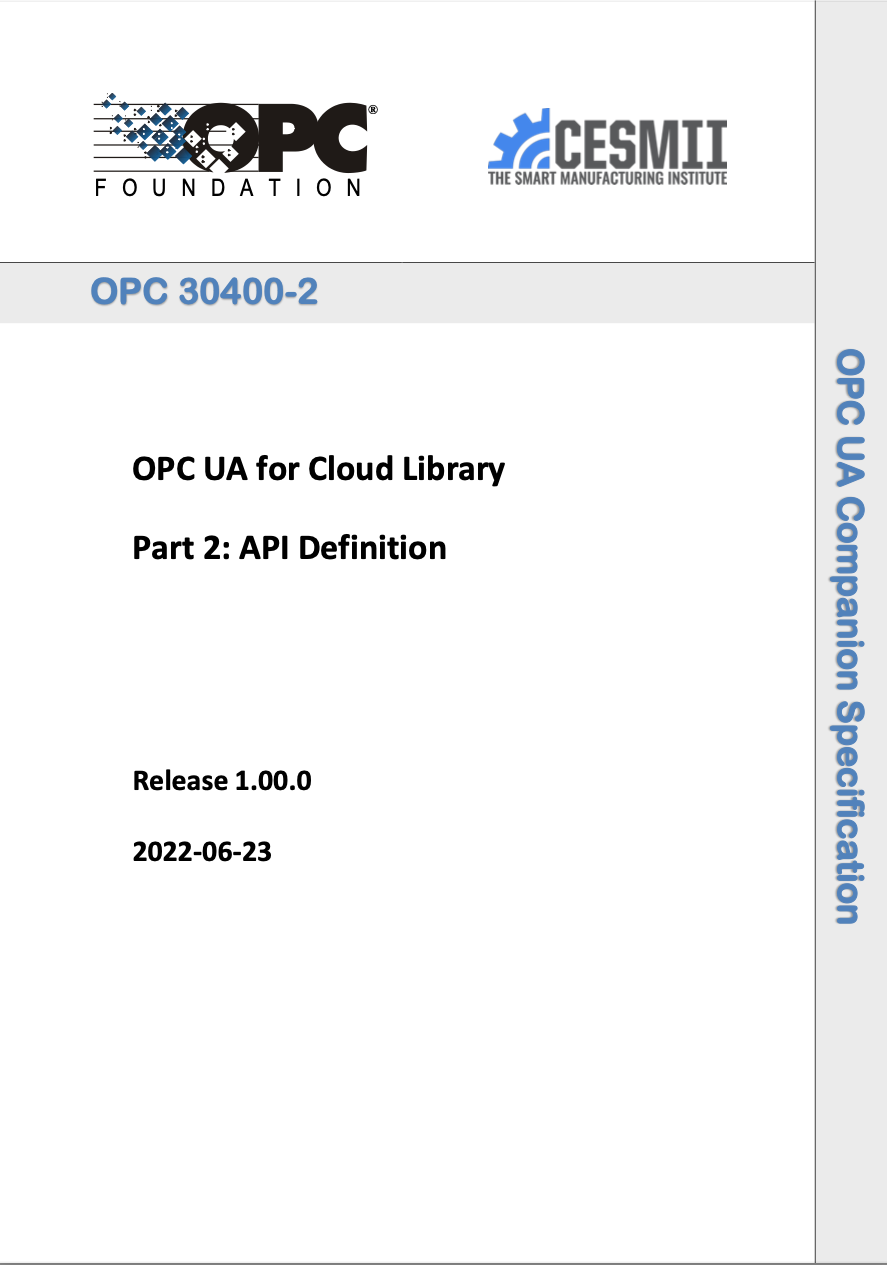 OPC®
FOUNDATION
CESMII
THE SMART MANUFACTURING INSTITUTE
OPC 30400-2
OPC UA for Cloud Library
Part 2: API Definition
Release 1.00.0
2022-06-23
OPC UA Companion Specification